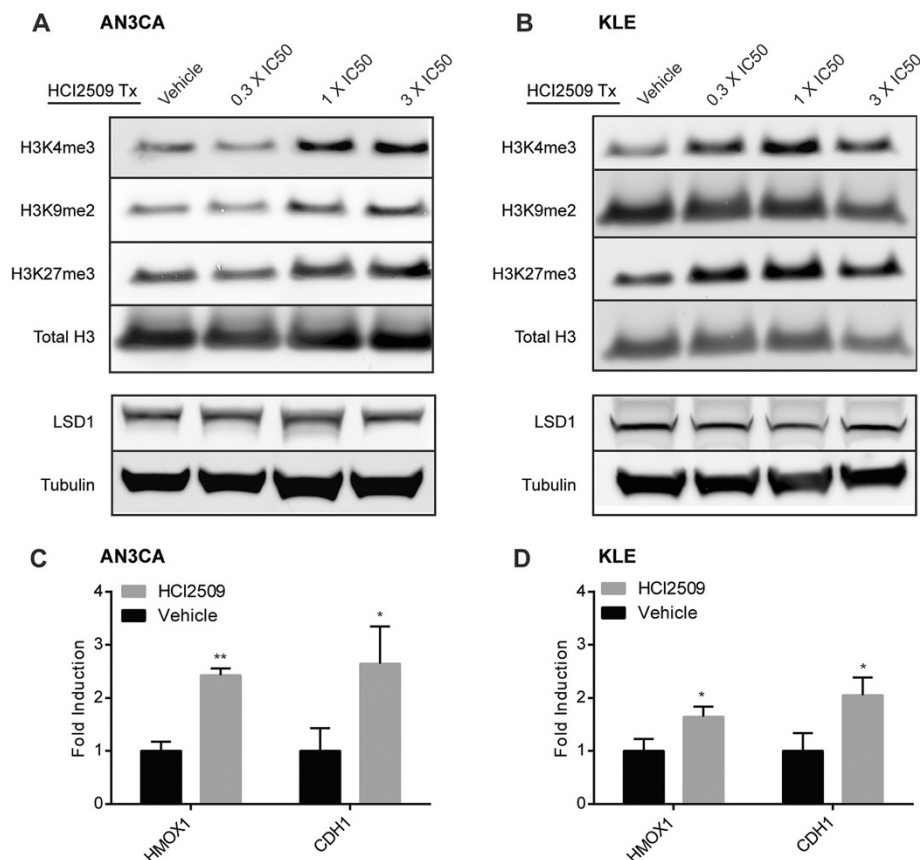 A AN3CA
HCI2509 Tx Vehicle 0.3 X IC50 1 X IC50 3 X IC50
H3K4me3
H3K9me2
H3K27me3
Total H3
LSD1
Tubulin
B KLE
HCI2509 Tx Vehicle 0.3 X IC50 1 X IC50 3 X IC50
H3K4me3
H3K9me2
H3K27me3
Total H3
LSD1
Tubulin
C AN3CA
HCI2509
Vehicle
Fold Induction
4
3
2
1
0
**
*
HMOX1 CDH1
D KLE
HCI2509
Vehicle
Fold Induction
4
3
2
1
0
*
*
HMOX1 CDH1